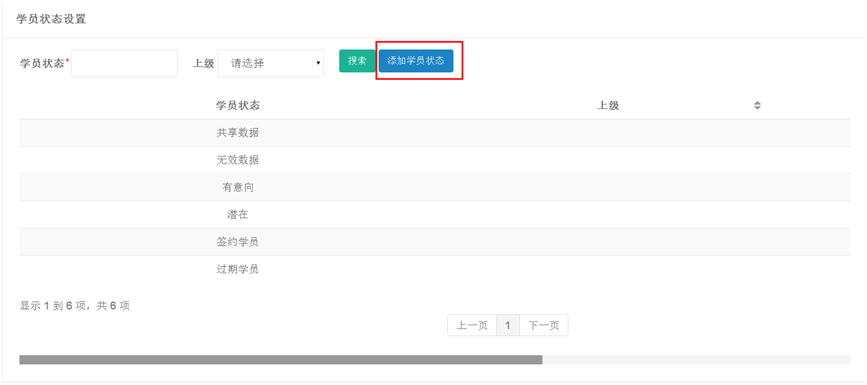 学员状态设置
学员状态* 上级 请选择 搜索 添加学员状态
学员状态 上级
共享数据
无效数据
有意向
潜在
签约学员
过期学员
显示 1 到 6 项，共 6 项
上一页 1 下一页